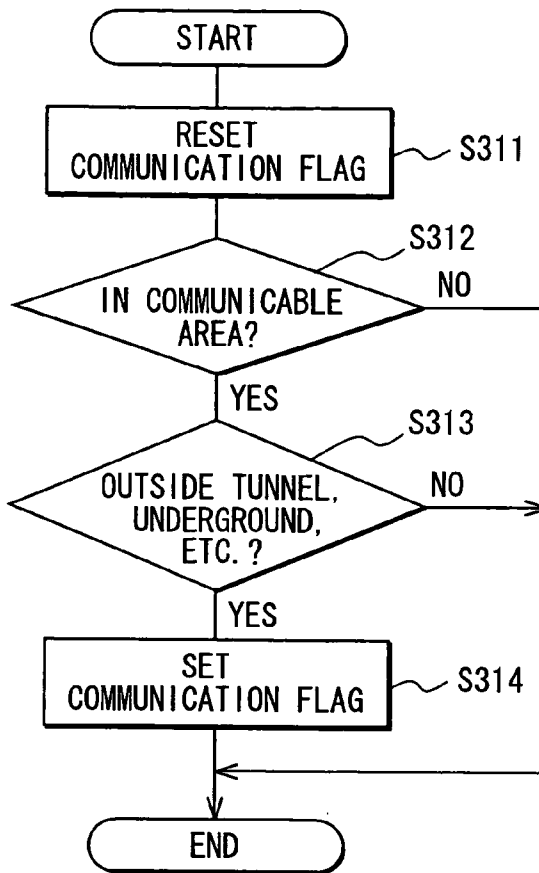 START
RESET
COMMUNICATION FLAG
S311
S312
IN COMMUNICABLE
AREA?
NO
YES
S313
OUTSIDE TUNNEL,
UNDERGROUND,
ETC.?
NO
YES
SET
COMMUNICATION FLAG
S314
END